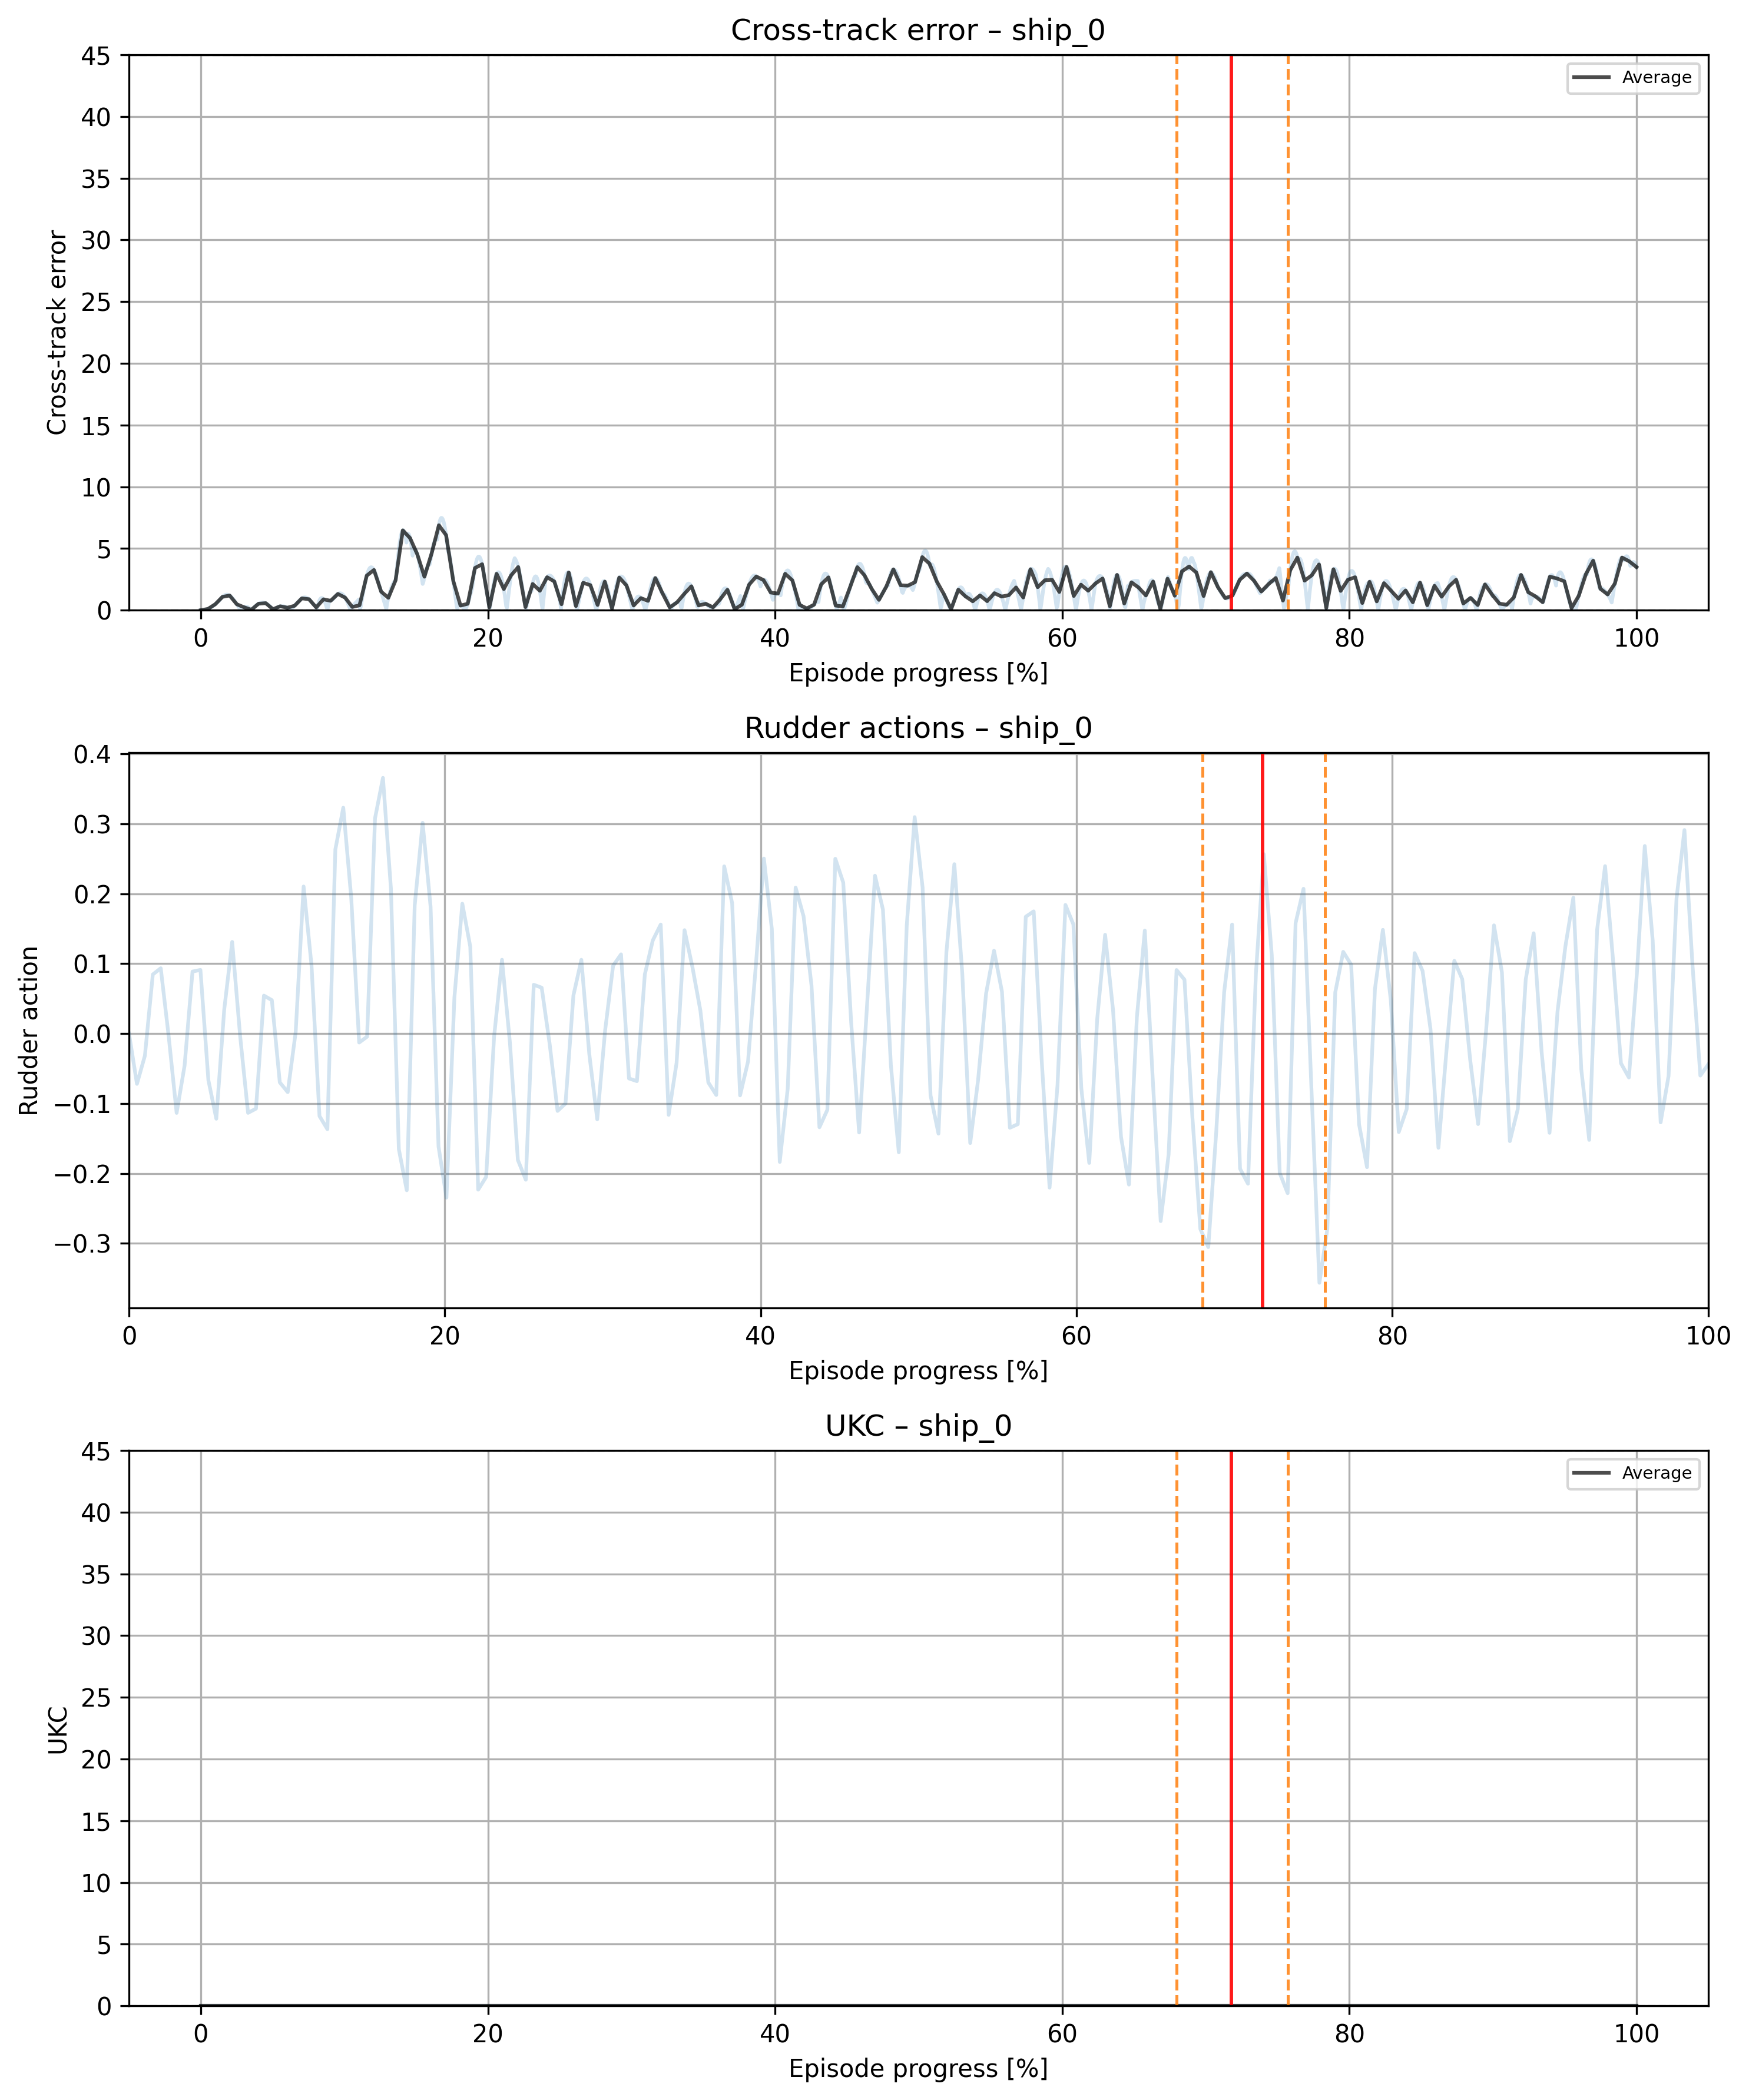 Cross-track error – ship_0
45
40
35
30
25
20
15
10
5
0
Cross-track error
Average
0 20 40 60 80 100
Episode progress [%]
Rudder actions – ship_0
0.4
0.3
0.2
0.1
0.0
−0.1
−0.2
−0.3
Rudder action
0 20 40 60 80 100
Episode progress [%]
UKC – ship_0
45
40
35
30
25
20
15
10
5
0
UKC
Average
0 20 40 60 80 100
Episode progress [%]